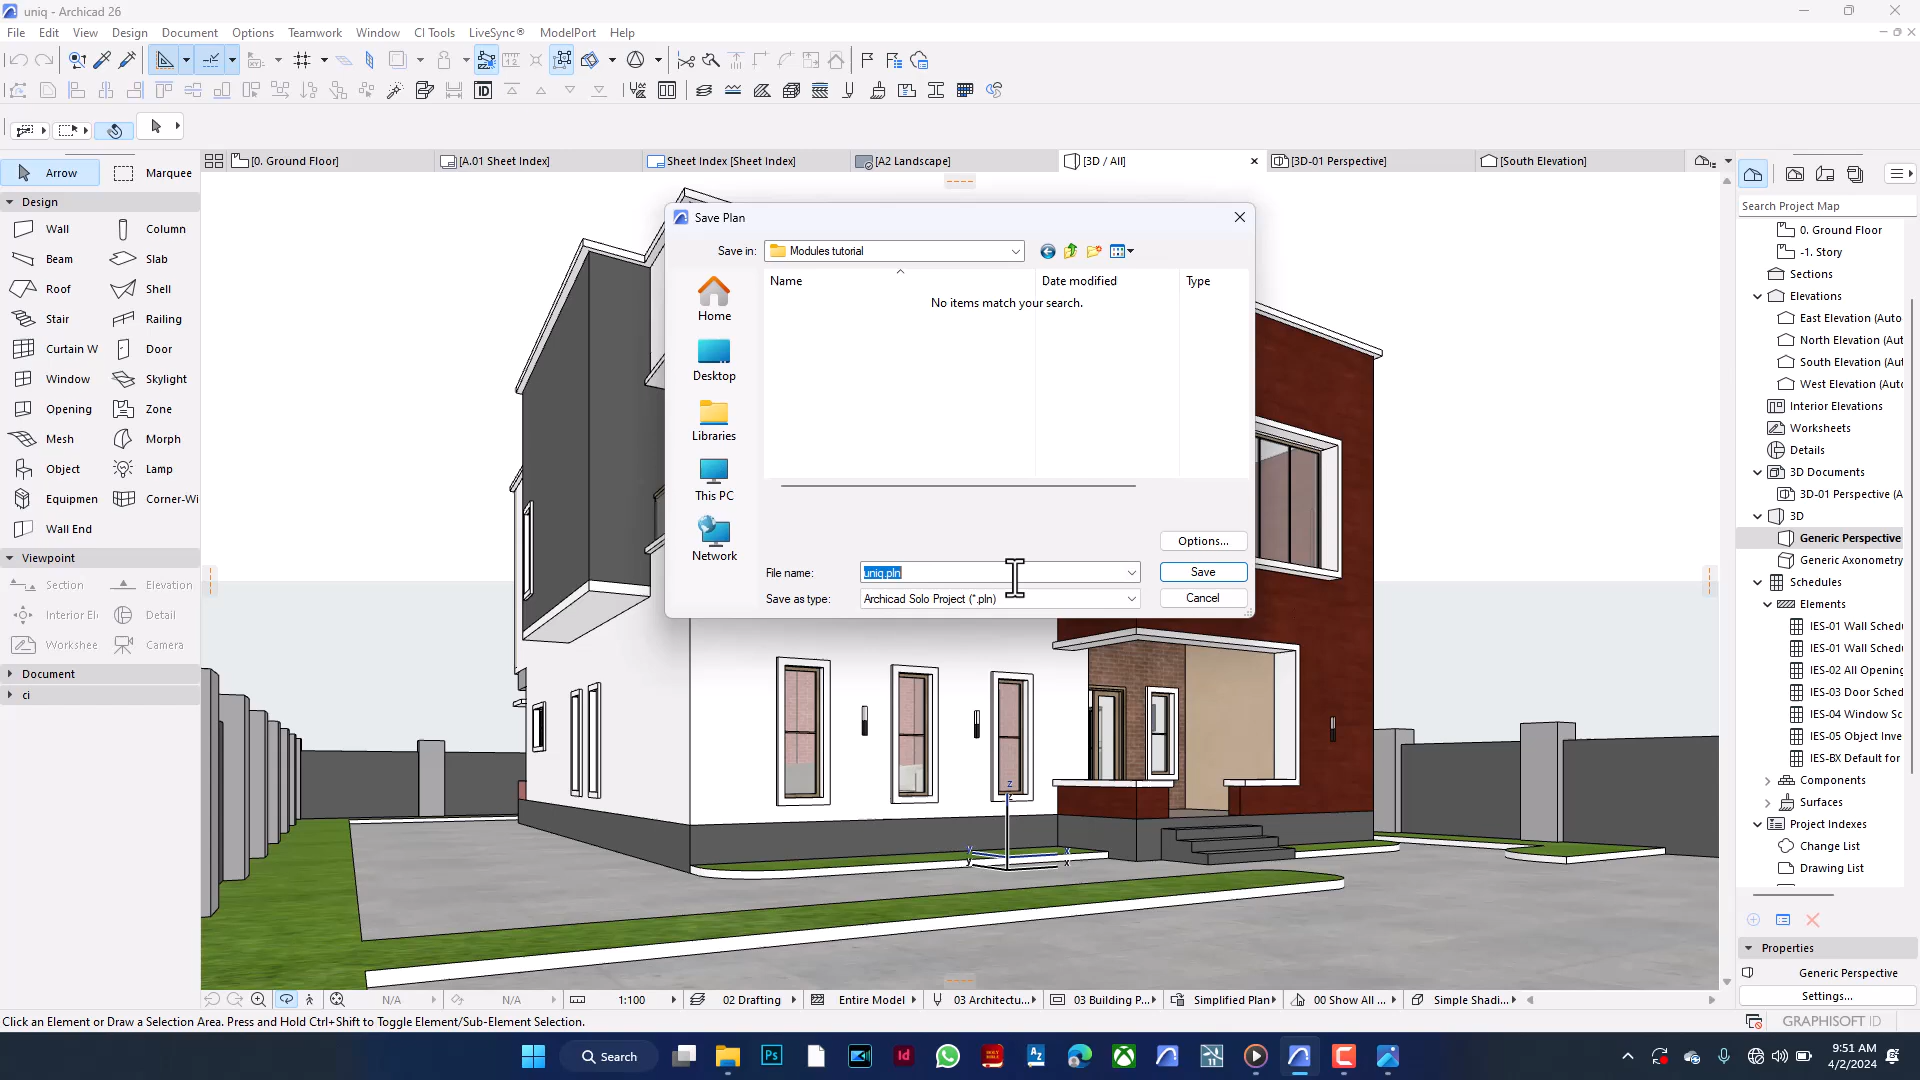 uniq - Archicad 26
File Edit View Design Document Options Teamwork Window CI Tools LiveSync® ModelPort Help
[0. Ground Floor] [A.01 Sheet Index] Sheet Index [Sheet Index] [A2 Landscape] [3D / All] [3D-01 Perspective] [South Elevation]
Arrow Marquee
Design
Wall Column
Beam Slab
Roof Shell
Stair Railing
Curtain W Door
Window Skylight
Opening Zone
Mesh Morph
Object Lamp
Equipmen Corner-Wi
Wall End
Viewpoint
Section Elevation
Interior El Detail
Workshee Camera
Document
ci
Save Plan
Save in: Modules tutorial
Name Date modified Type
No items match your search.
Home
Desktop
Libraries
This PC
Network
Options...
File name: uniq.pln Save
Save as type: Archicad Solo Project (*.pln) Cancel
z
y x
y x
Search Project Map
0. Ground Floor
-1. Story
Sections
Elevations
East Elevation (Auto
North Elevation (Aut
South Elevation (Aut
West Elevation (Auto
Interior Elevations
Worksheets
Details
3D Documents
3D-01 Perspective (A
3D
Generic Perspective
Generic Axonometry
Schedules
Elements
IES-01 Wall Sched
IES-01 Wall Sched
IES-02 All Opening
IES-03 Door Sched
IES-04 Window Sc
IES-05 Object Inve
IES-BX Default for
Components
Surfaces
Project Indexes
Change List
Drawing List
Properties
Generic Perspective
Settings...
N/A N/A 1:100 02 Drafting Entire Model 03 Architectu... 03 Building P... Simplified Plan 00 Show All ... Simple Shadi...
Click an Element or Draw a Selection Area. Press and Hold Ctrl+Shift to Toggle Element/Sub-Element Selection.
GRAPHISOFT ID
Search
9:51 AM
4/2/2024